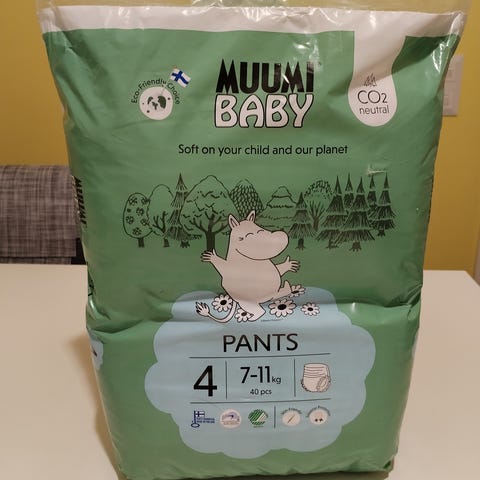 Eco-Friendly Choice
MUUMI
BABY
CO2
neutral
Soft on your child and our planet
MUUMI
PANTS
4
7-11kg
40 pcs